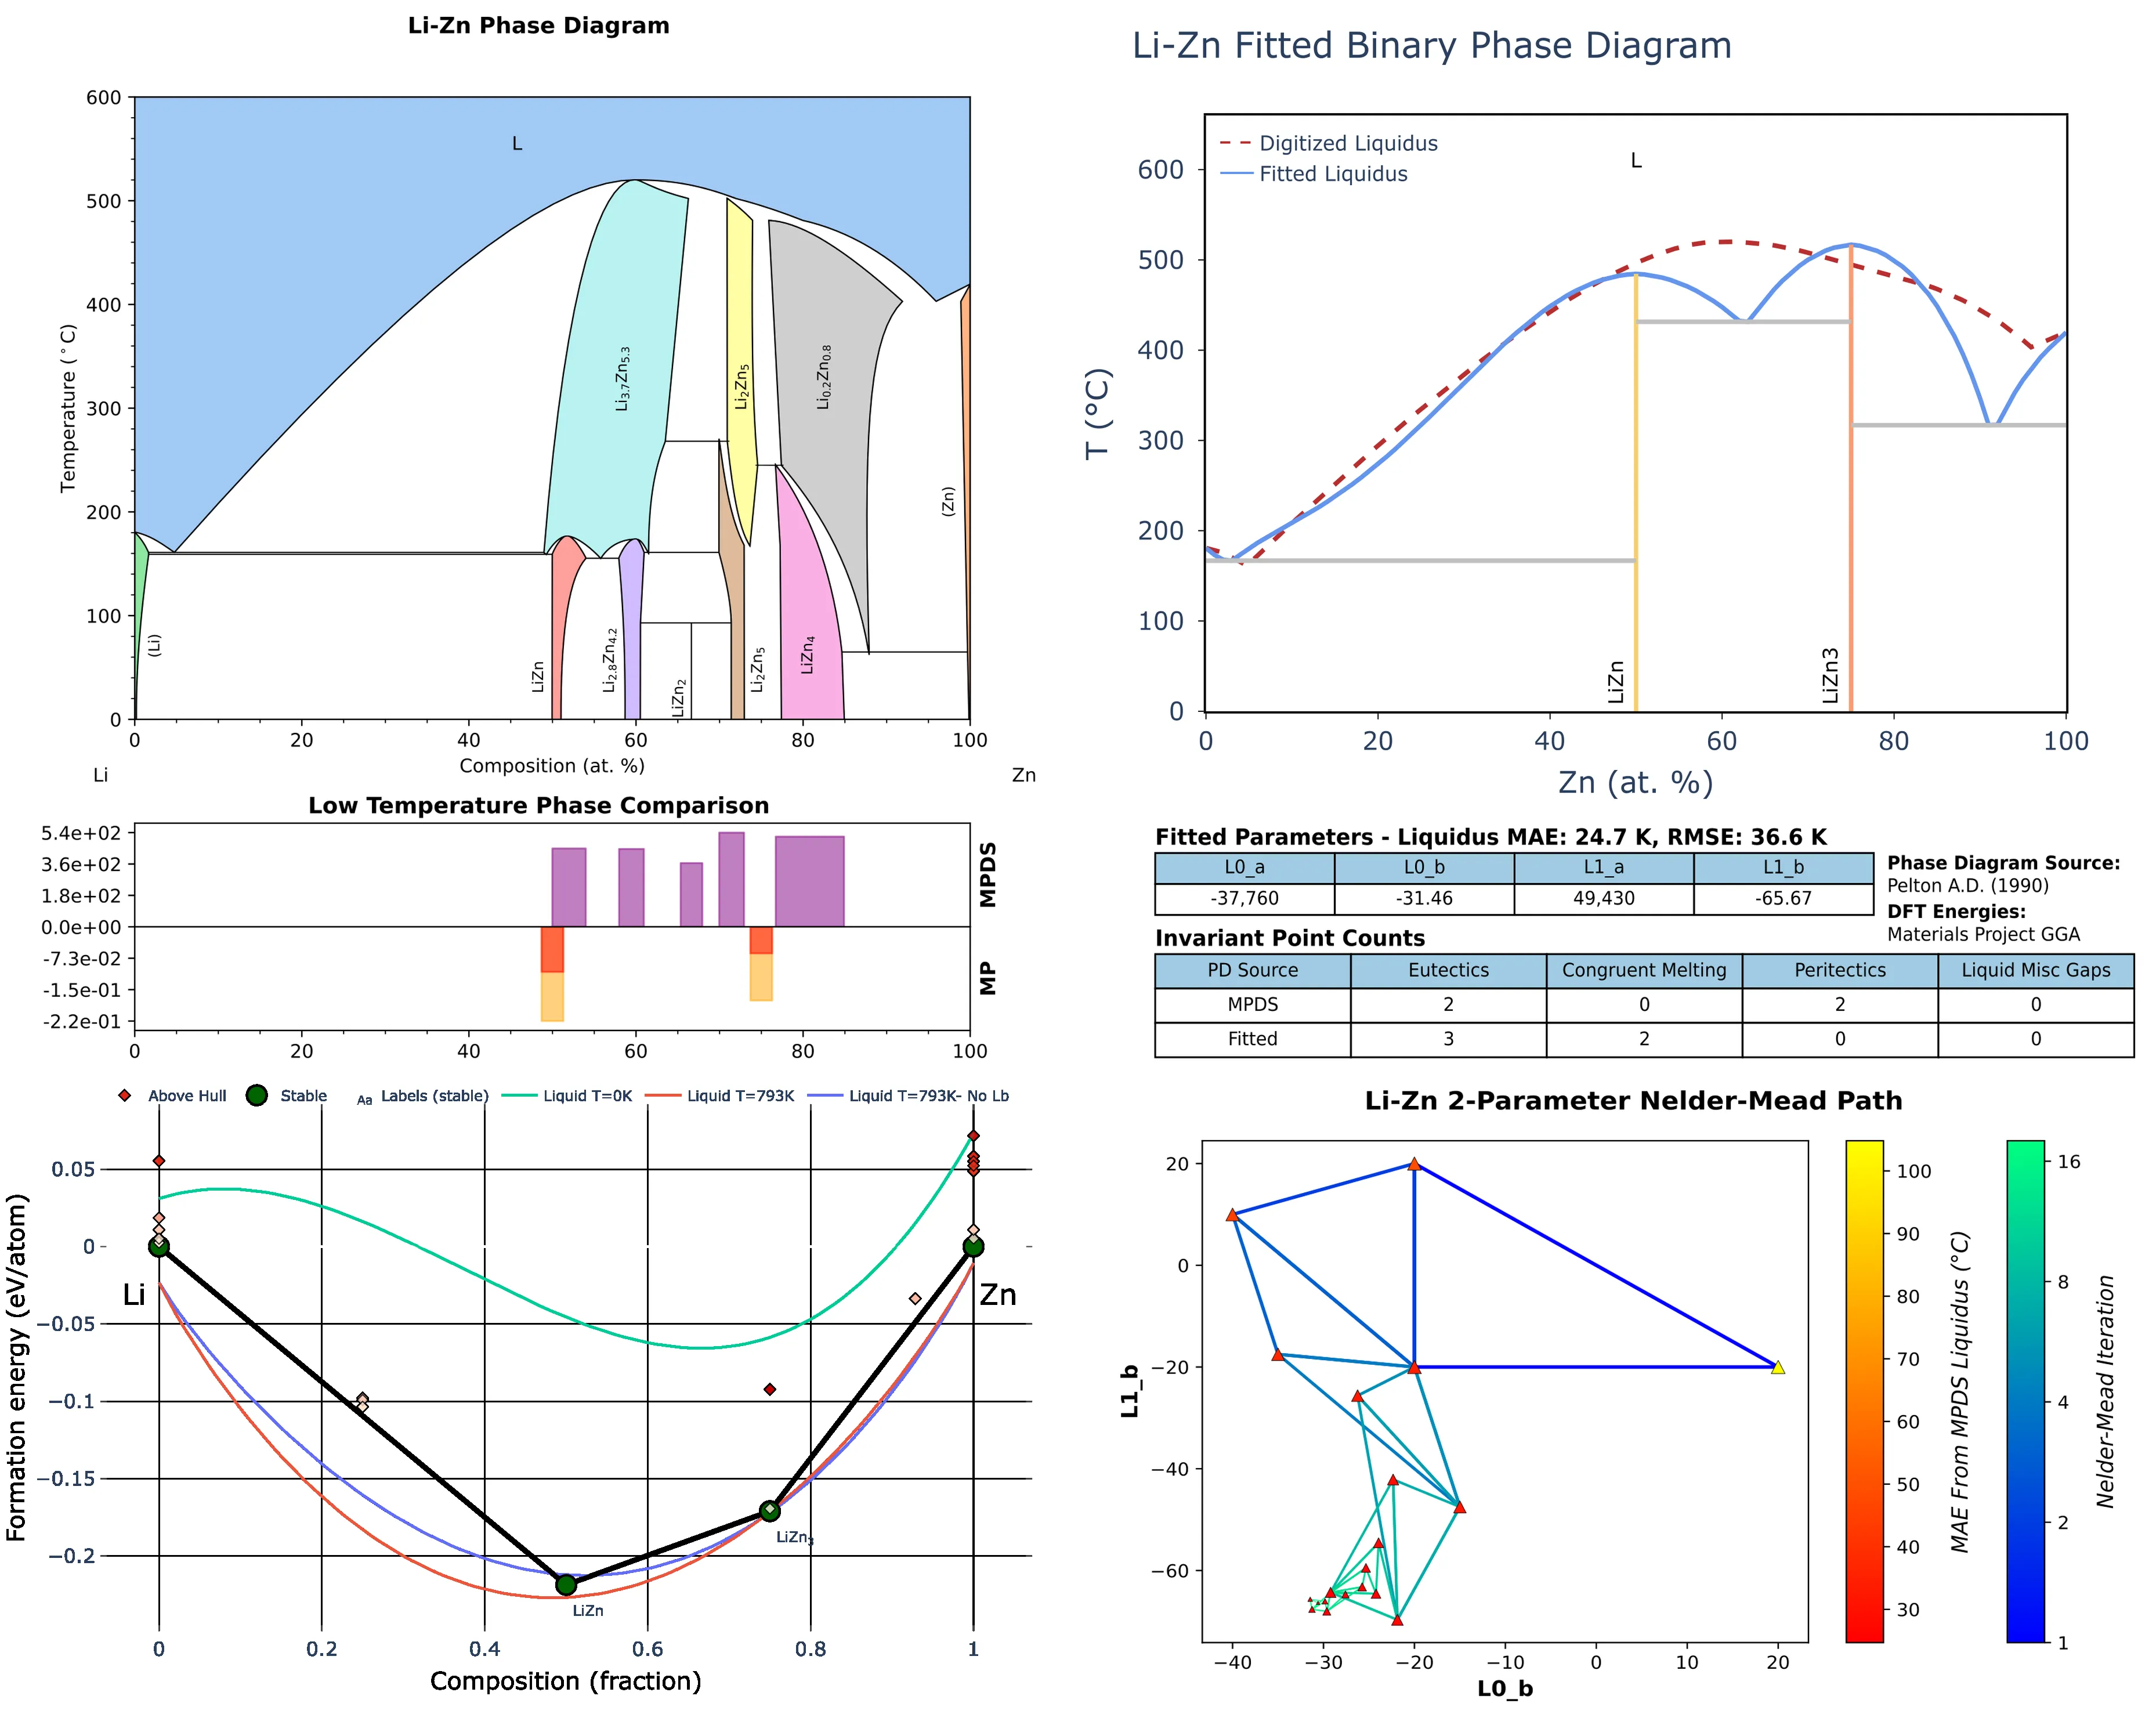 Li-Zn Phase Diagram
600
500
400
300
200
100
0
Temperature (°C)
L
(Li)
LiZn
Li3.7Zn5.3
Li2.8Zn4.2
LiZn2
Li2Zn5
Li2Zn5
LiZn4
Li0.2Zn0.8
(Zn)
0 20 40 60 80 100
Composition (at. %)
Li
Zn
Low Temperature Phase Comparison
5.4e+02
3.6e+02
1.8e+02
0.0e+00
-7.3e-02
-1.5e-01
-2.2e-01
MPDS
MP
0 20 40 60 80 100
Li-Zn Fitted Binary Phase Diagram
Digitized Liquidus
Fitted Liquidus
L
600
500
400
300
200
100
0
T (°C)
LiZn
LiZn3
0 20 40 60 80 100
Zn (at. %)
Fitted Parameters - Liquidus MAE: 24.7 K, RMSE: 36.6 K
L0_a L0_b L1_a L1_b
-37,760 -31.46 49,430 -65.67
Phase Diagram Source:
Pelton A.D. (1990)
DFT Energies:
Materials Project GGA
Invariant Point Counts
PD Source Eutectics Congruent Melting Peritectics Liquid Misc Gaps
MPDS 2 0 2 0
Fitted 3 2 0 0
Above Hull Stable Aa Labels (stable) Liquid T=0K Liquid T=793K Liquid T=793K- No Lb
0.05
0
−0.05
−0.1
−0.15
−0.2
Formation energy (eV/atom)
Li
Zn
LiZn3
LiZn
0 0.2 0.4 0.6 0.8 1
Composition (fraction)
Li-Zn 2-Parameter Nelder-Mead Path
20
0
−20
−40
−60
L1_b
−40 −30 −20 −10 0 10 20
L0_b
100
90
80
70
60
50
40
30
MAE From MPDS Liquidus (°C)
16
8
4
2
1
Nelder-Mead Iteration